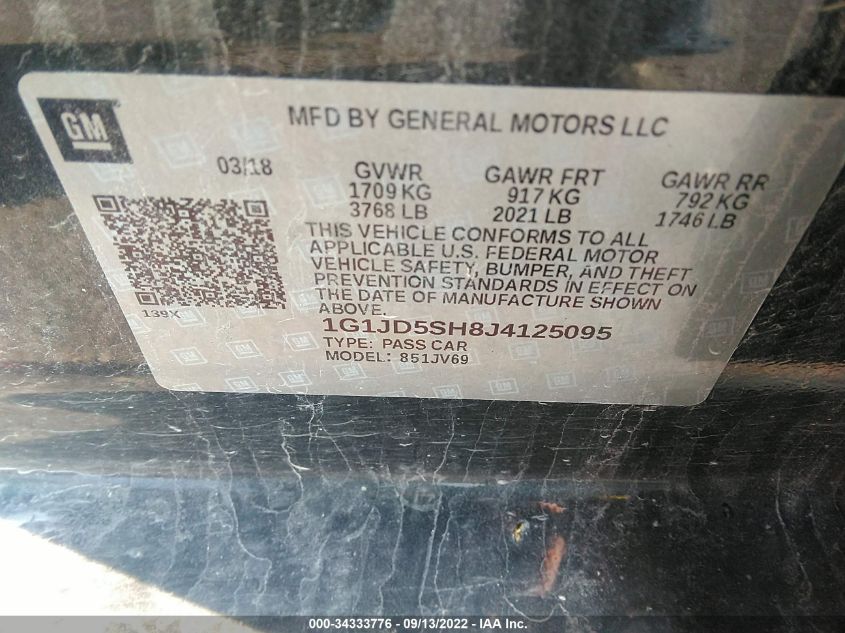 GM
MFD BY GENERAL MOTORS LLC
03/18
GVWR
1709 KG
3768 LB
GAWR FRT
917 KG
2021 LB
GAWR RR
792 KG
1746 LB
THIS VEHICLE CONFORMS TO ALL
APPLICABLE U.S. FEDERAL MOTOR
VEHICLE SAFETY, BUMPER, AND THEFT
PREVENTION STANDARDS IN EFFECT ON
THE DATE OF MANUFACTURE SHOWN
ABOVE.
139X
1G1JD5SH8J4125095
TYPE: PASS CAR
MODEL: 851JV69
000-34333776 - 09/13/2022 - IAA Inc.